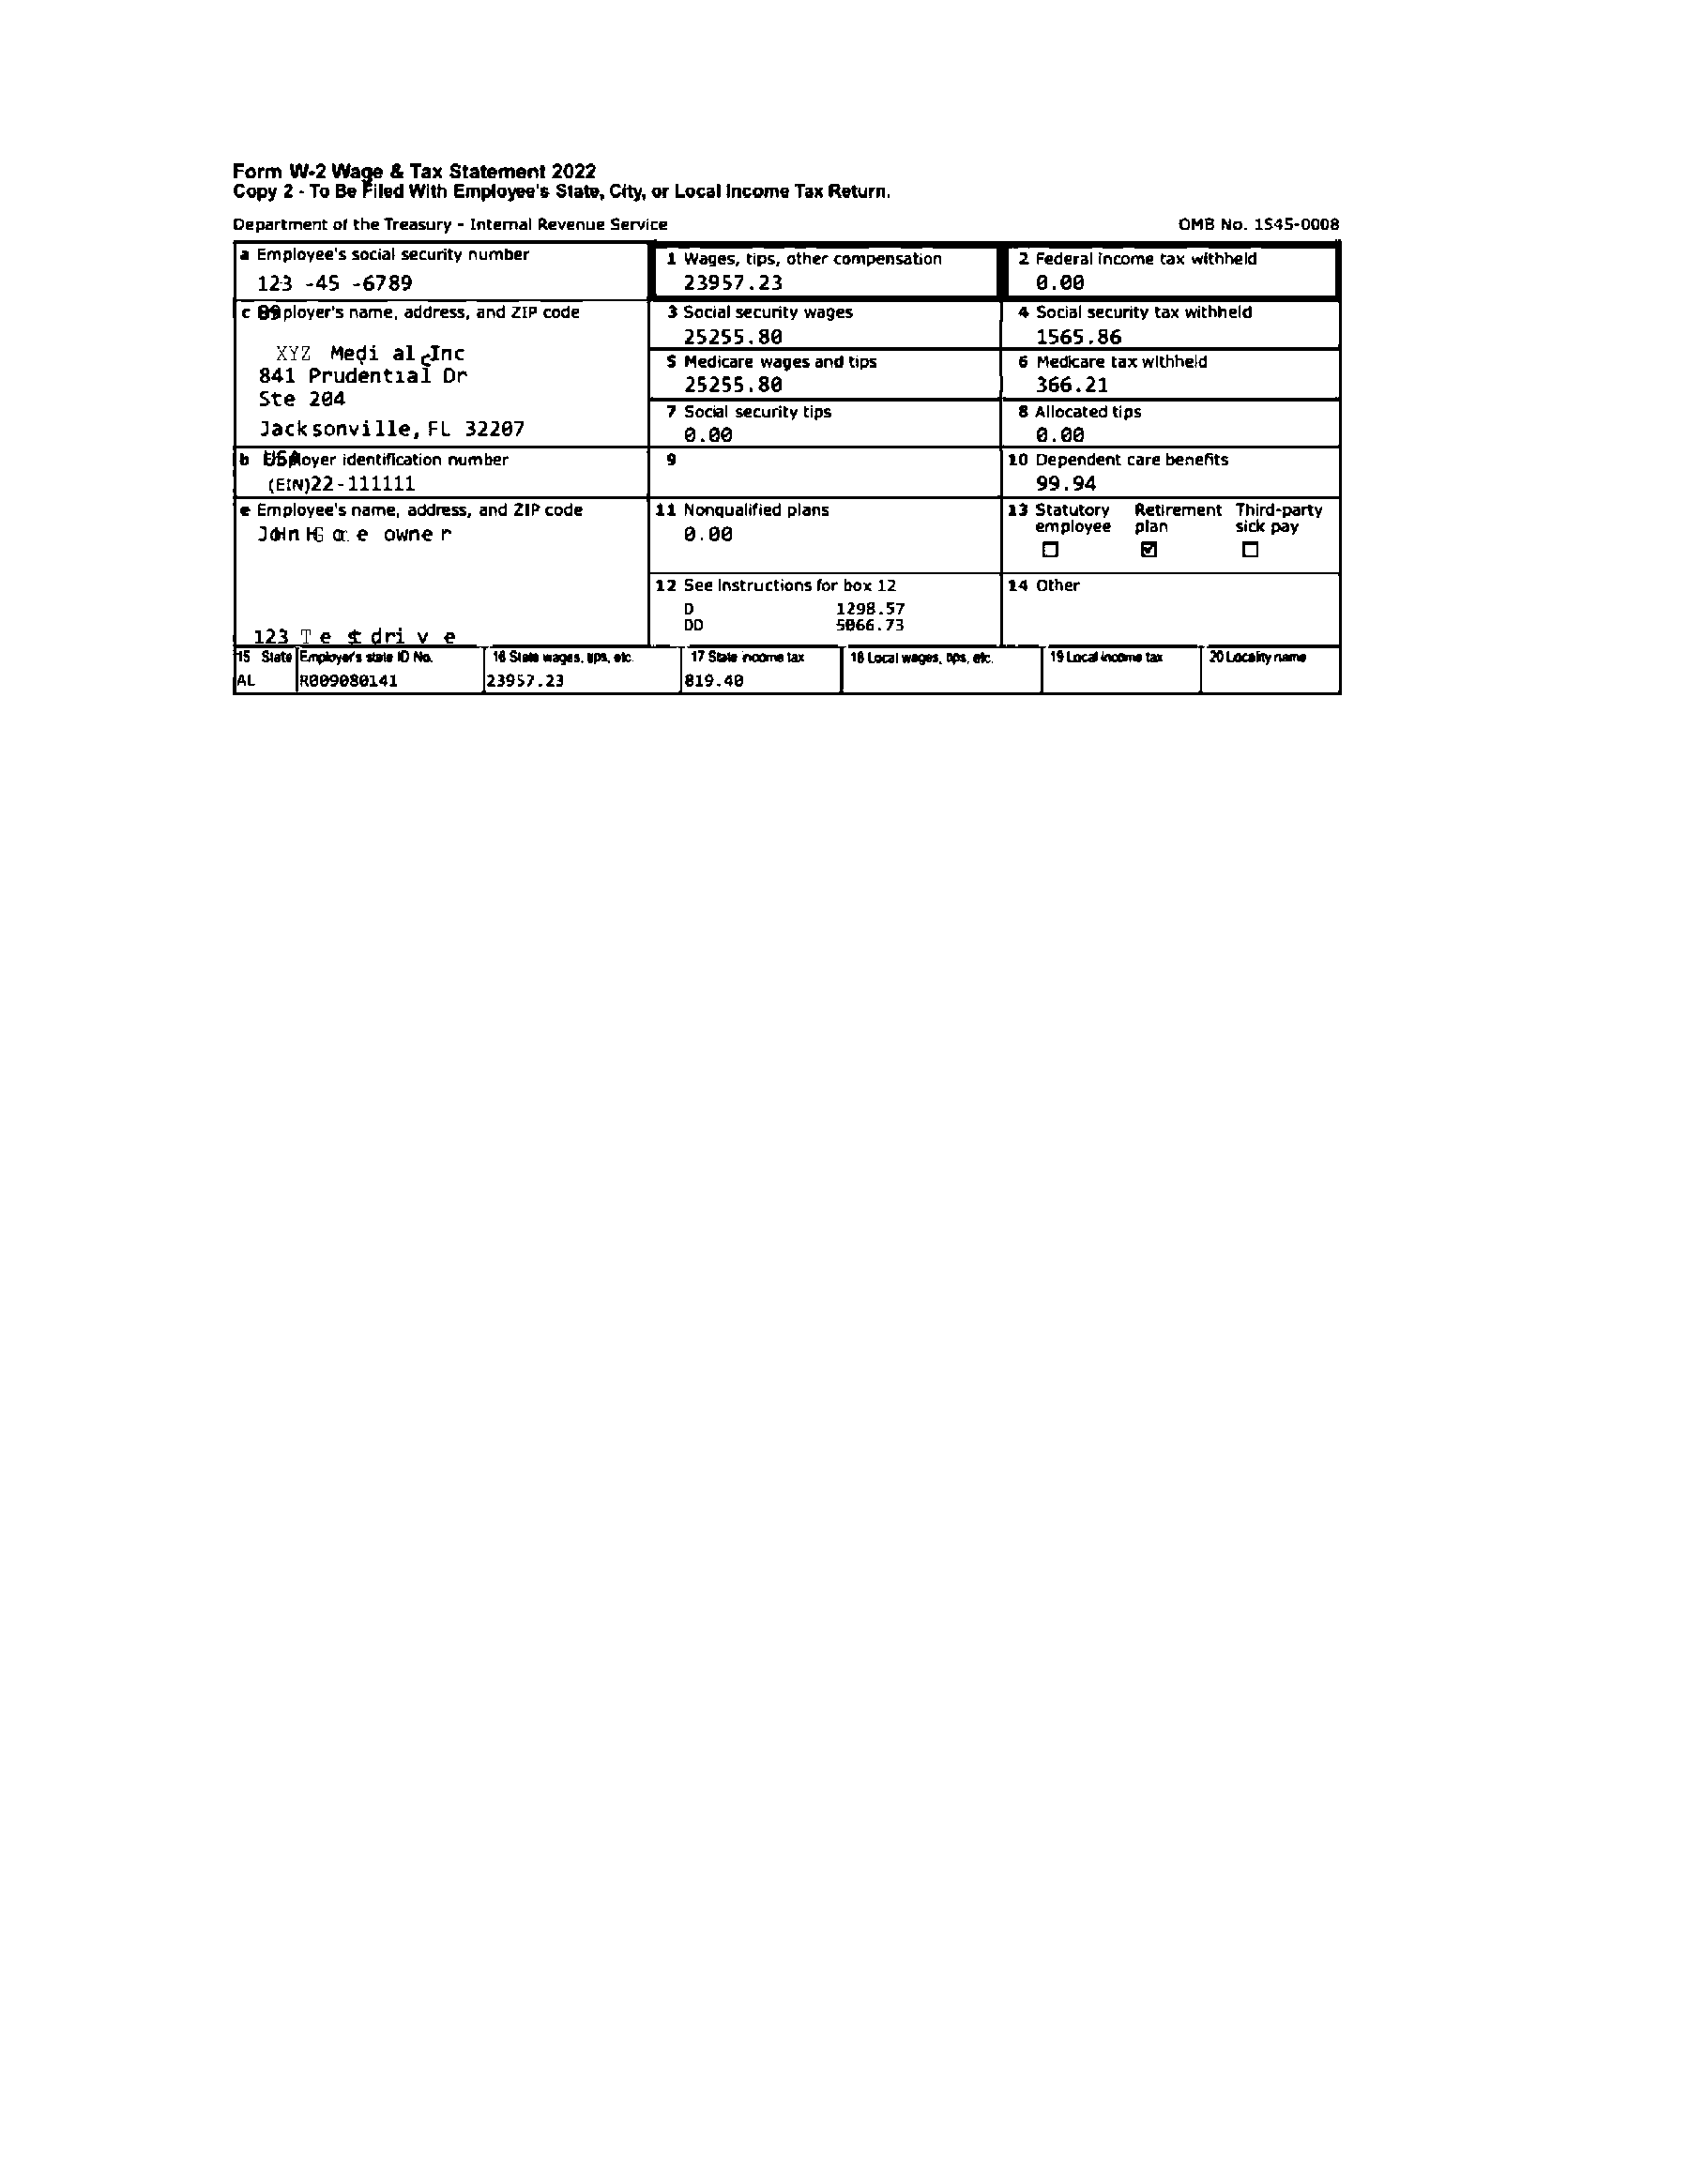 Form W-2 Wage & Tax Statement 2022
Copy 2 - To Be Filed With Employee's State, City, or Local Income Tax Return.
Department of the Treasury - Internal Revenue Service
OMB No. 1545-0008
a Employee's social security number
123 -45 -6789
1 Wages, tips, other compensation
23957.23
2 Federal income tax withheld
0.00
c ployer's name, address, and ZIP code
XYZ Medical Inc
841 Prudential Dr
Ste 204
Jacksonville, FL 32207
USA
3 Social security wages
25255.80
4 Social security tax withheld
1565.86
5 Medicare wages and tips
25255.80
6 Medicare tax withheld
366.21
7 Social security tips
0.00
8 Allocated tips
0.00
b Employer identification number
(EIN)22-111111
9
10 Dependent care benefits
99.94
e Employee's name, address, and ZIP code
owner
123 Test drive
11 Nonqualified plans
0.00
12 See Instructions for box 12
D 1298.57
DD 5066.73
13 Statutory employee
Retirement plan
Third-party sick pay
14 Other
15 State
AL
Employer's state ID No.
R009080141
16 State wages, tips, etc.
23957.23
17 State income tax
819.40
18 Local wages, tips, etc.
19 Local income tax
20 Locality name